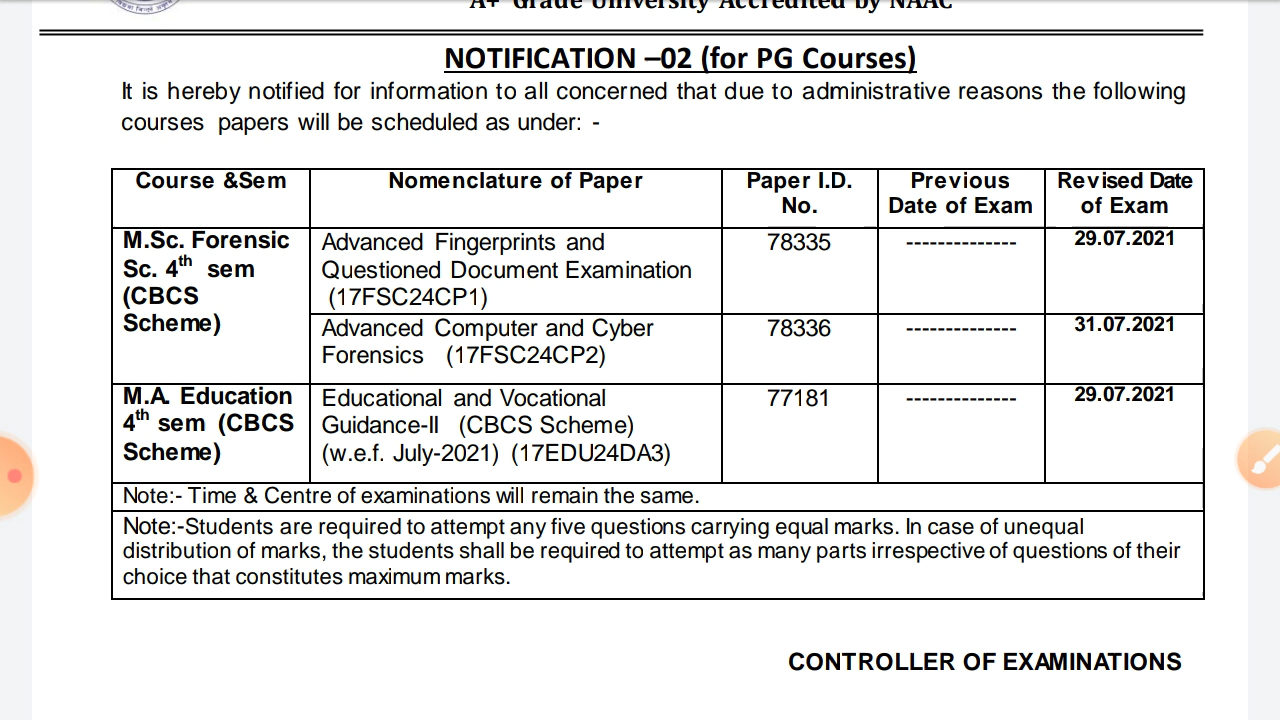 A+ Grade University Accredited by NAAC
NOTIFICATION –02 (for PG Courses)
It is hereby notified for information to all concerned that due to administrative reasons the following
courses papers will be scheduled as under: -
Course &Sem
Nomenclature of Paper
Paper I.D.
No.
Previous
Date of Exam
Revised Date
of Exam
M.Sc. Forensic
Sc. 4th sem
(CBCS
Scheme)
Advanced Fingerprints and
Questioned Document Examination
(17FSC24CP1)
78335
--------------
29.07.2021
Advanced Computer and Cyber
Forensics (17FSC24CP2)
78336
--------------
31.07.2021
M.A. Education
4th sem (CBCS
Scheme)
Educational and Vocational
Guidance-II (CBCS Scheme)
(w.e.f. July-2021) (17EDU24DA3)
77181
--------------
29.07.2021
Note:- Time & Centre of examinations will remain the same.
Note:-Students are required to attempt any five questions carrying equal marks. In case of unequal
distribution of marks, the students shall be required to attempt as many parts irrespective of questions of their
choice that constitutes maximum marks.
CONTROLLER OF EXAMINATIONS